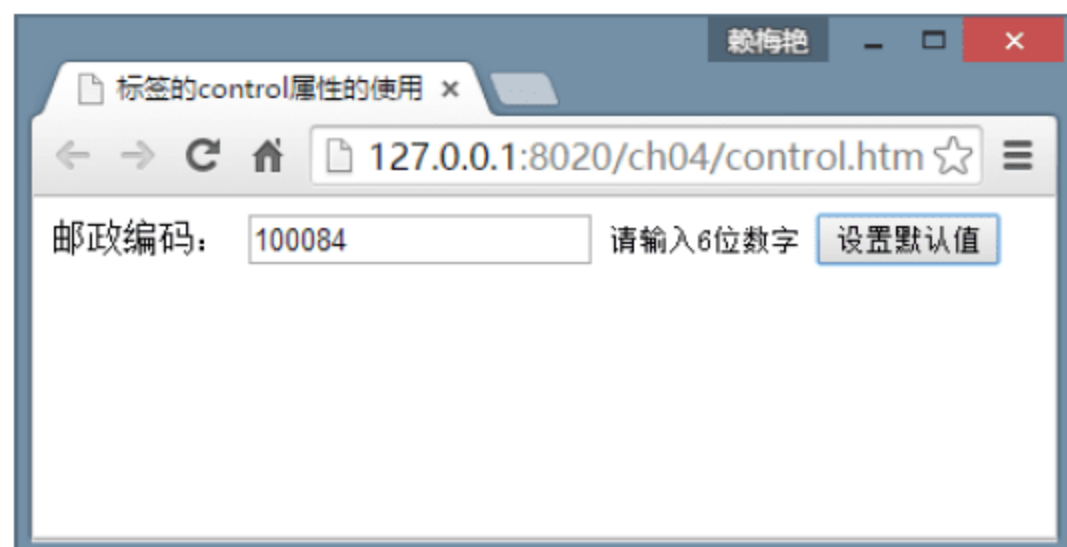 赖梅艳
标签的control属性的使用
127.0.0.1:8020/ch04/control.htm
邮政编码： 100084 请输入6位数字 设置默认值